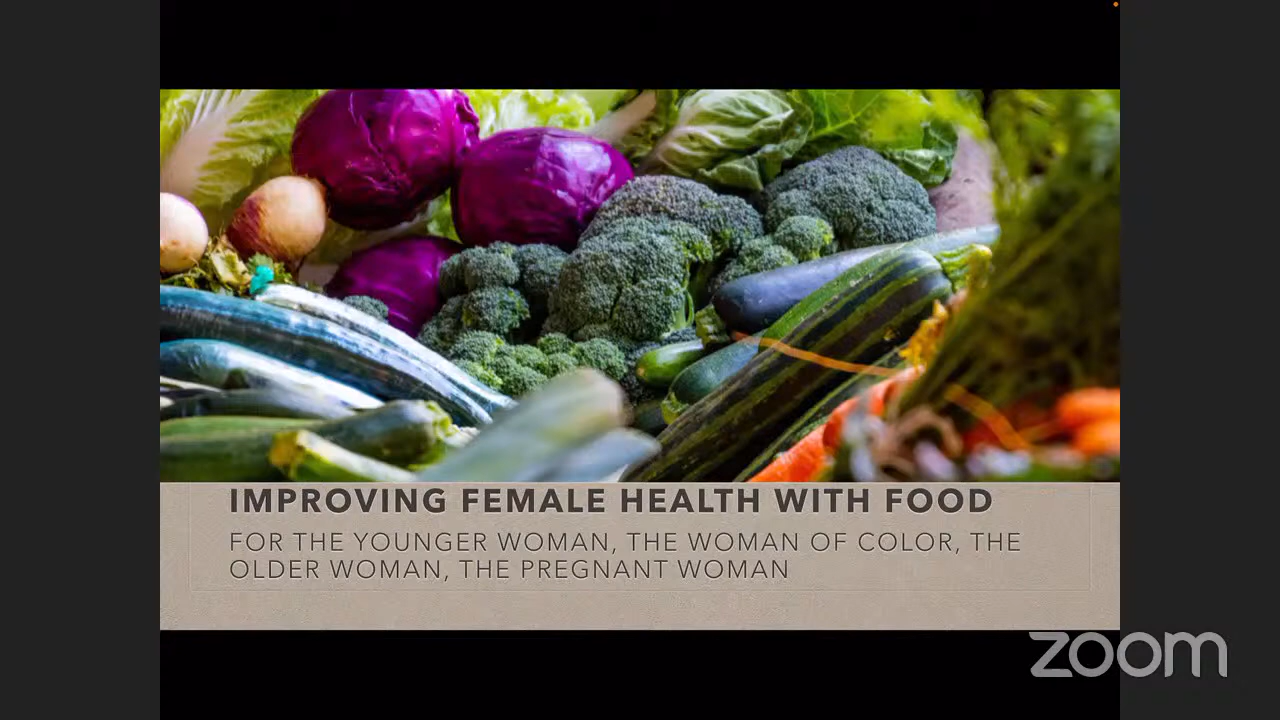 IMPROVING FEMALE HEALTH WITH FOOD
FOR THE YOUNGER WOMAN, THE WOMAN OF COLOR, THE
OLDER WOMAN, THE PREGNANT WOMAN
zoom